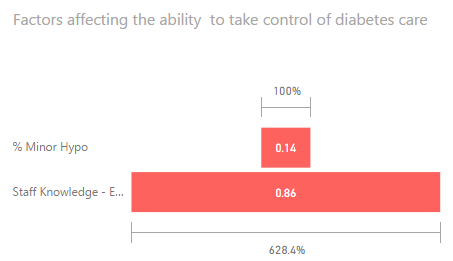 Factors affecting the ability to take control of diabetes care
100%
% Minor Hypo 0.14
Staff Knowledge - E... 0.86
628.4%